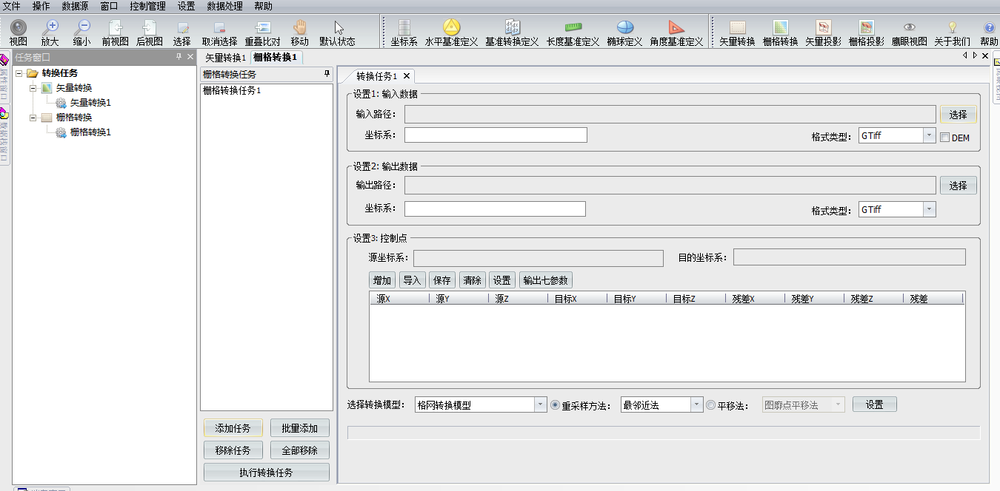 文件 操作 数据源 窗口 控制管理 设置 数据处理 帮助
视图 放大 缩小 前视图 后视图 选择 取消选择 重叠比对 移动 默认状态 坐标系 水平基准定义 基准转换定义 长度基准定义 椭球定义 角度基准定义 矢量转换 栅格转换 矢量投影 栅格投影 鹰眼视图 关于我们 帮助
任务窗口
转换任务
矢量转换
矢量转换1
栅格转换
栅格转换1
矢量转换1 栅格转换1
栅格转换任务
栅格转换任务1
添加任务 批量添加
移除任务 全部移除
执行转换任务
转换任务1
设置1: 输入数据
输入路径: 选择
坐标系: 格式类型: GTiff DEM
设置2: 输出数据
输出路径: 选择
坐标系: 格式类型: GTiff
设置3: 控制点
源坐标系: 目的坐标系:
增加 导入 保存 清除 设置 输出七参数
源X 源Y 源Z 目标X 目标Y 目标Z 残差X 残差Y 残差Z 残差
选择转换模型: 格网转换模型 重采样方法: 最邻近法 平移法: 图廓点平移法 设置